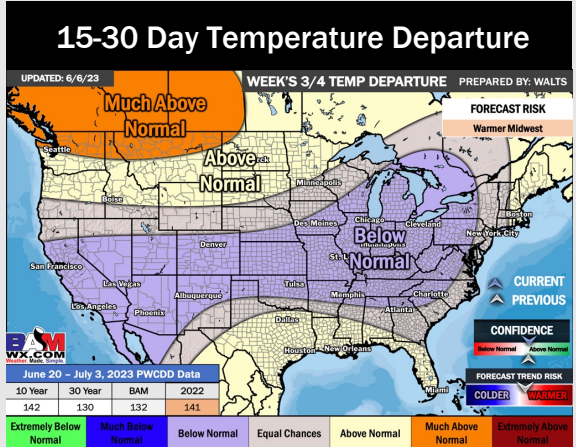 15-30 Day Temperature Departure
UPDATED: 6/6/23
WEEK'S 3/4 TEMP DEPARTURE
PREPARED BY: WALTS
FORECAST RISK
Warmer Midwest
Much Above
Normal
Above
Normal
Seattle
Boise
Minneapolis
Des Moines
Chicago
Cleveland
Boston
New York City
Below
Normal
Indianapolis
Denver
San Francisco
Las Vegas
Los Angeles
Phoenix
Albuquerque
Tulsa
Memphis
Charlotte
Atlanta
Dallas
Houston
New Orleans
Miami
CURRENT
PREVIOUS
CONFIDENCE
Below Normal Above Normal
FORECAST TREND RISK
COLDER WARMER
BAM
WX.COM
Weather. Made. Simple.
June 20 – July 3, 2023 PWCDD Data
10 Year 30 Year BAM 2022
142 130 132 141
Extremely Below
Normal
Much Below
Normal
Below Normal
Equal Chances
Above Normal
Much Above
Normal
Extremely Above
Normal